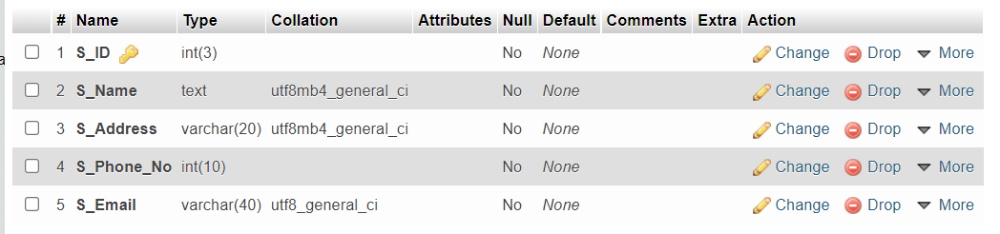 # Name Type Collation Attributes Null Default Comments Extra Action
1 S_ID int(3) No None Change Drop More
2 S_Name text utf8mb4_general_ci No None Change Drop More
3 S_Address varchar(20) utf8mb4_general_ci No None Change Drop More
4 S_Phone_No int(10) No None Change Drop More
5 S_Email varchar(40) utf8_general_ci No None Change Drop More